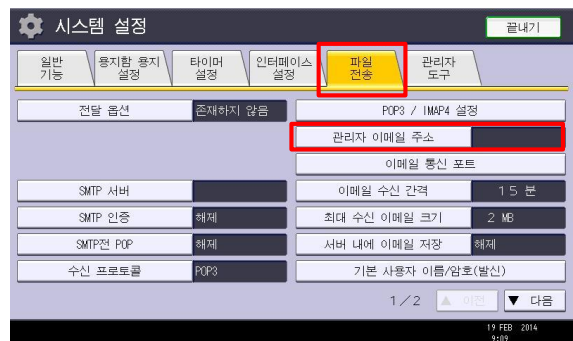 시스템 설정
끝내기
일반 기능
용지함 용지 설정
타이머 설정
인터페이스 설정
파일 전송
관리자 도구
전달 옵션 존재하지 않음
POP3 / IMAP4 설정
관리자 이메일 주소
이메일 통신 포트
SMTP 서버
이메일 수신 간격 15 분
SMTP 인증 해제
최대 수신 이메일 크기 2 MB
SMTP전 POP 해제
서버 내에 이메일 저장 해제
수신 프로토콜 POP3
기본 사용자 이름/암호(발신)
1/2 ▲ 이전 ▼ 다음
19 FEB 2014
9:09